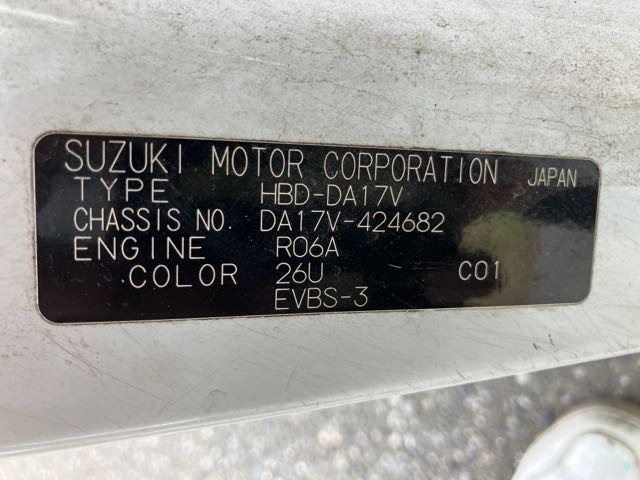 SUZUKI MOTOR CORPORATION JAPAN
TYPE HBD-DA17V
CHASSIS NO. DA17V-424682
ENGINE R06A
COLOR 26U C01
EVBS-3